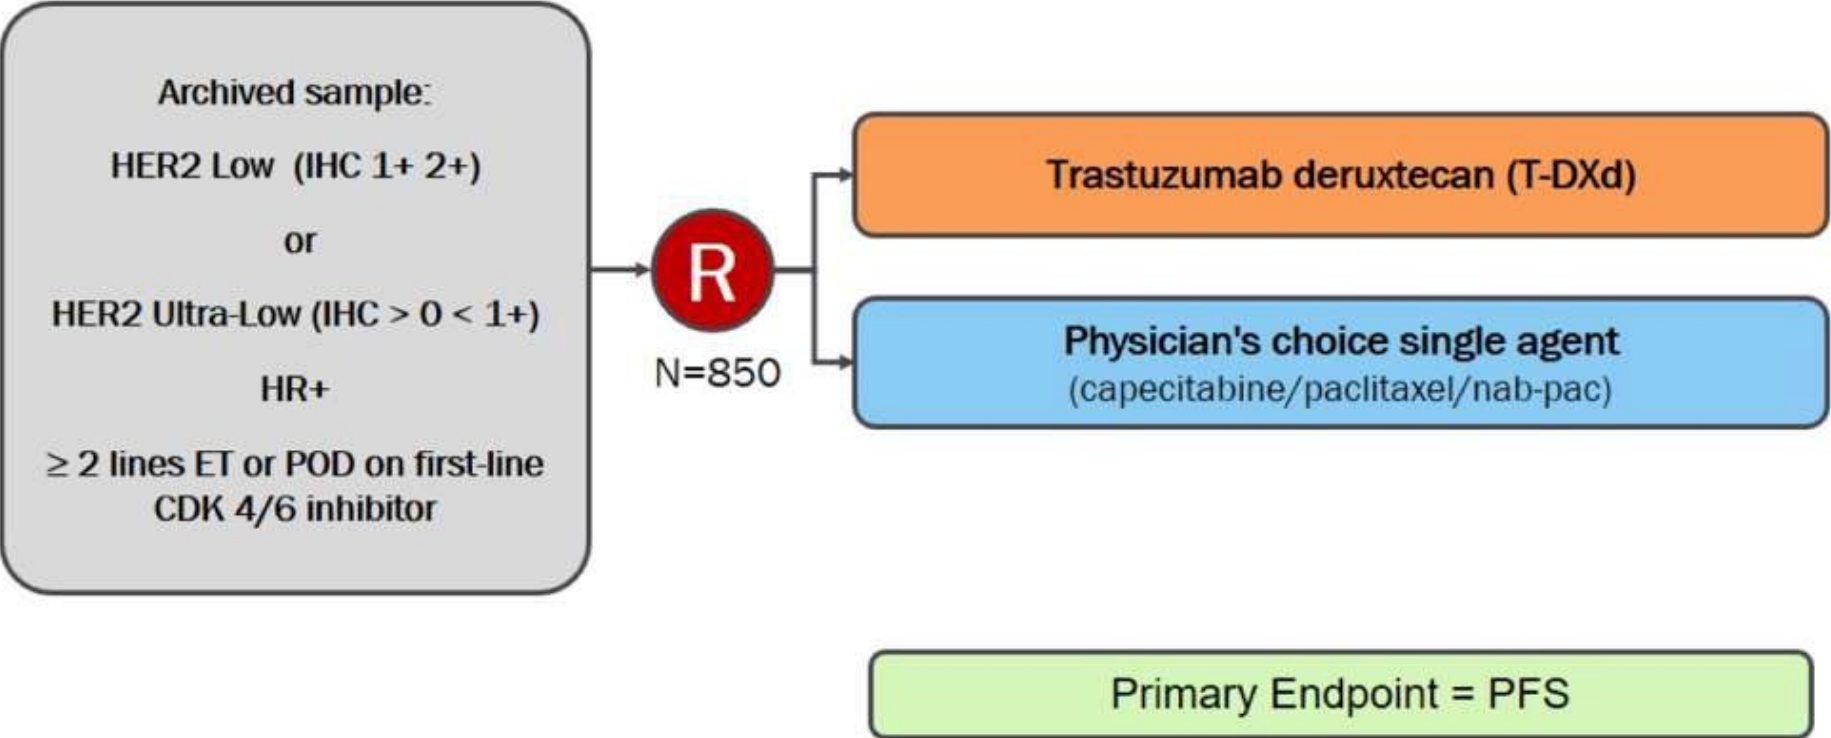 Archived sample:
HER2 Low (IHC 1+ 2+)
or
HER2 Ultra-Low (IHC > 0 < 1+)
HR+
≥ 2 lines ET or POD on first-line
CDK 4/6 inhibitor
R
N=850
Trastuzumab deruxtecan (T-DXd)
Physician's choice single agent
(capecitabine/paclitaxel/nab-pac)
Primary Endpoint = PFS